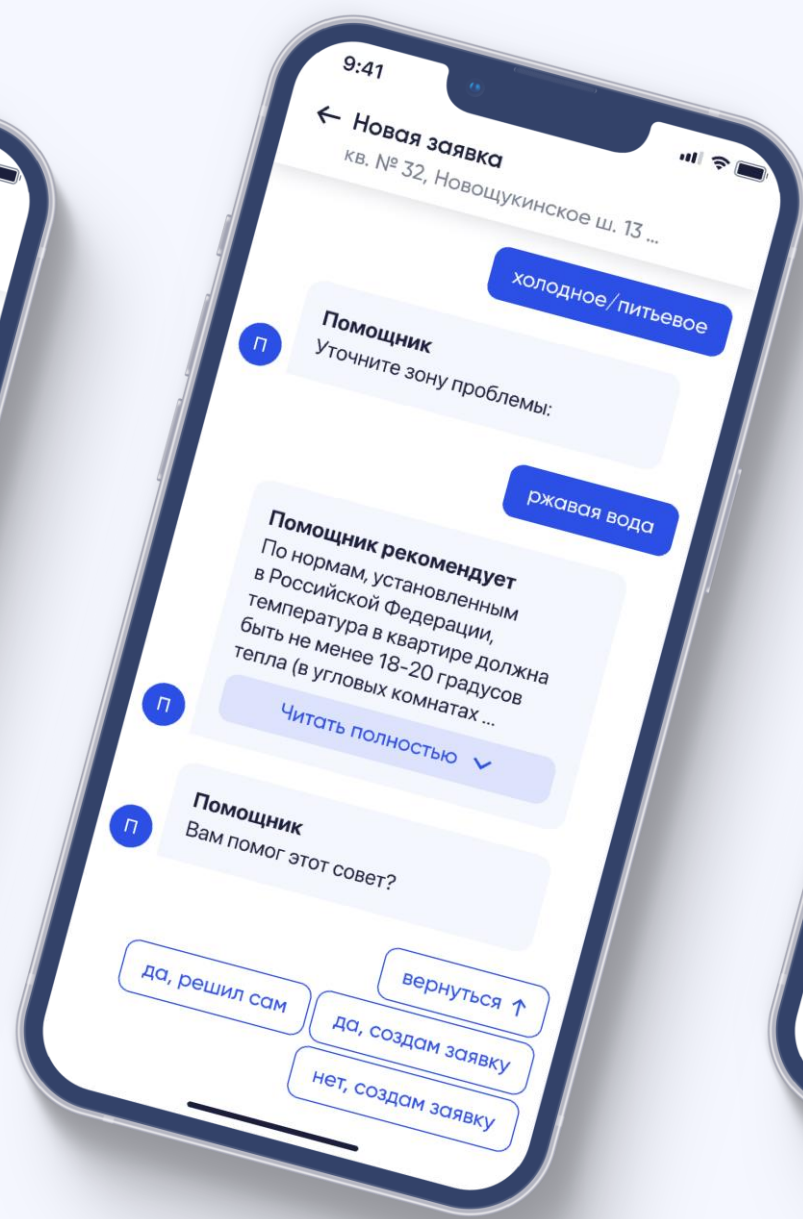 9:41
← Новая заявка
кв. № 32, Новощукинское ш. 13 ...
холодное/питьевое
П
Помощник
Уточните зону проблемы:
ржавая вода
Помощник рекомендует
По нормам, установленным
в Российской Федерации,
температура в квартире должна
быть не менее 18-20 градусов
тепла (в угловых комнатах ...
Читать полностью
П
Помощник
Вам помог этот совет?
П
вернуться ↑
да, решил сам
да, создам заявку
нет, создам заявку